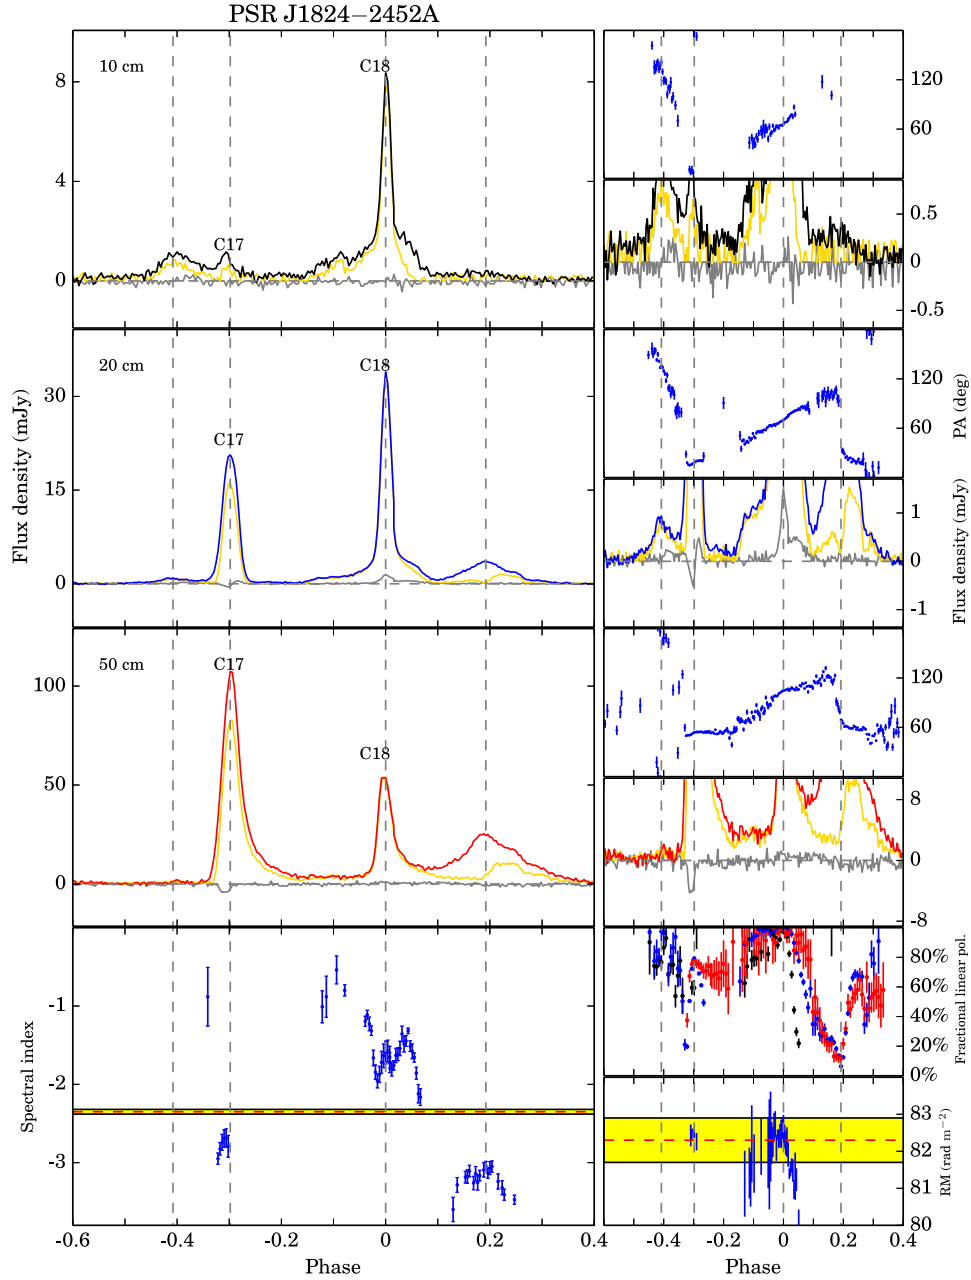 PSR J1824−2452A
10 cm
C18
C17
8
4
0
120
60
0.5
0
-0.5
20 cm
C18
C17
30
15
0
Flux density (mJy)
120
60
PA (deg)
1
0
-1
Flux density (mJy)
50 cm
C17
C18
100
50
0
120
60
8
0
-8
-1
-2
-3
Spectral index
80%
60%
40%
20%
0%
Fractional linear pol.
83
82
81
80
RM (rad m−2)
-0.6 -0.4 -0.2 0 0.2 0.4
-0.4 -0.2 0 0.2 0.4
Phase
Phase